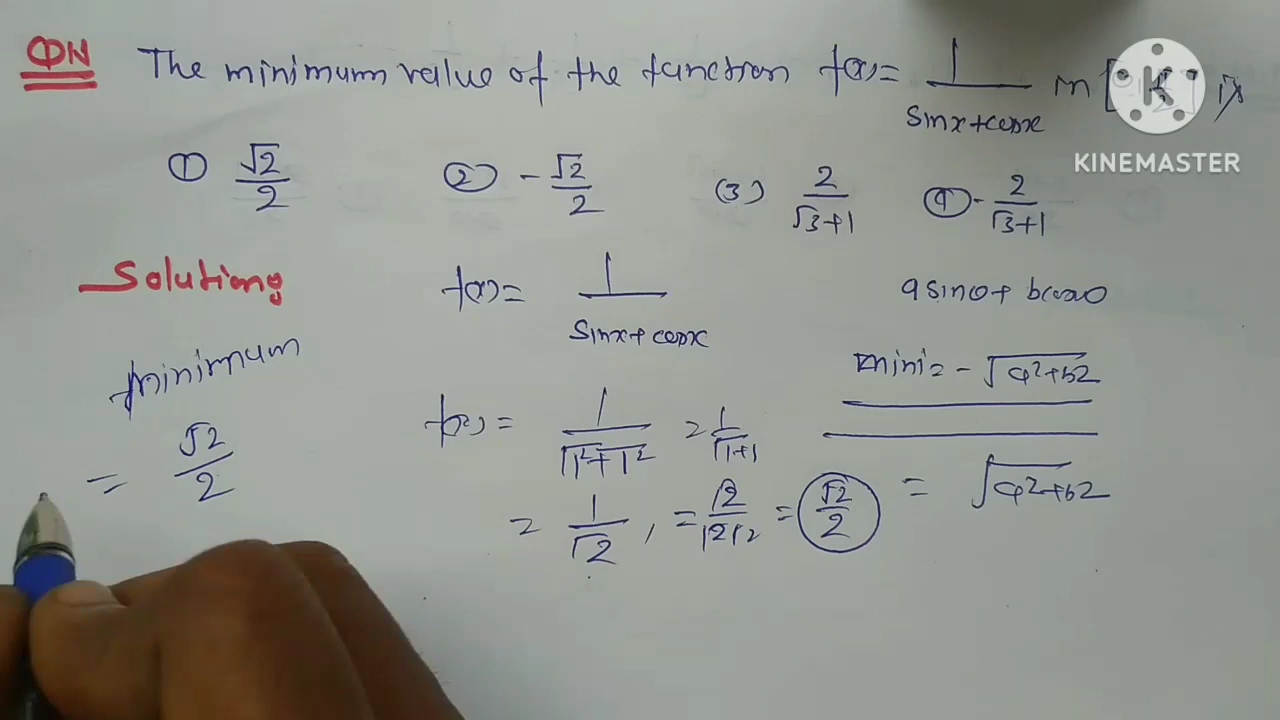 QN The minimum value of the function f(x) = 1/(sinx+cosx) in [ ] is
① √2/2 ② -√2/2 (3) 2/(√3+1) ④ -2/(√3+1)
Solution:
f(x) = 1/(sinx+cosx)
a sinθ + b cosθ
minimum
= √2/2
mini = -√(a²+b2)
f(x) = 1/√(1²+1²) = 1/√(1+1)
= 1/√2, = √2/(√2√2) = √2/2
= √(a²+b2)
K
KINEMASTER